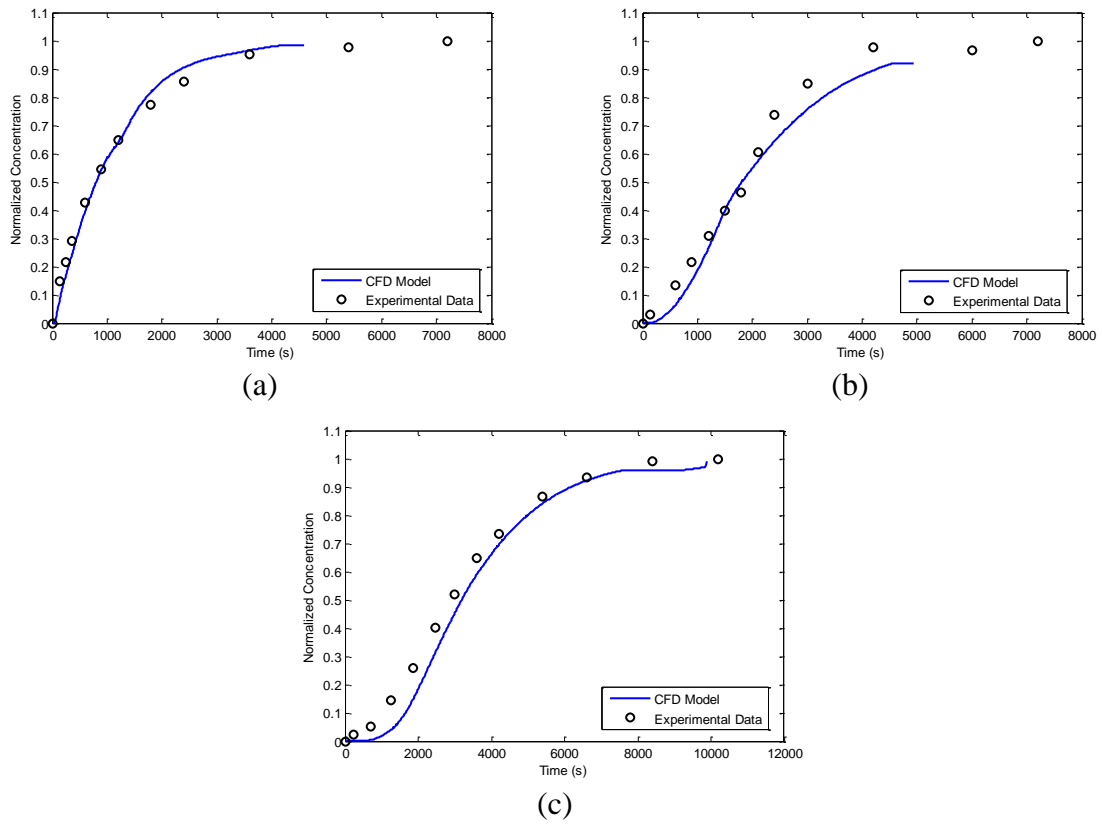 1.1
1
0.9
0.8
0.7
0.6
0.5
0.4
0.3
0.2
0.1
0
Normalized Concentration
0 1000 2000 3000 4000 5000 6000 7000 8000
Time (s)
CFD Model
Experimental Data
(a)
1.1
1
0.9
0.8
0.7
0.6
0.5
0.4
0.3
0.2
0.1
0
Normalized Concentration
0 1000 2000 3000 4000 5000 6000 7000 8000
Time (s)
CFD Model
Experimental Data
(b)
1.1
1
0.9
0.8
0.7
0.6
0.5
0.4
0.3
0.2
0.1
0
Normalized Concentration
0 2000 4000 6000 8000 10000 12000
Time (s)
CFD Model
Experimental Data
(c)